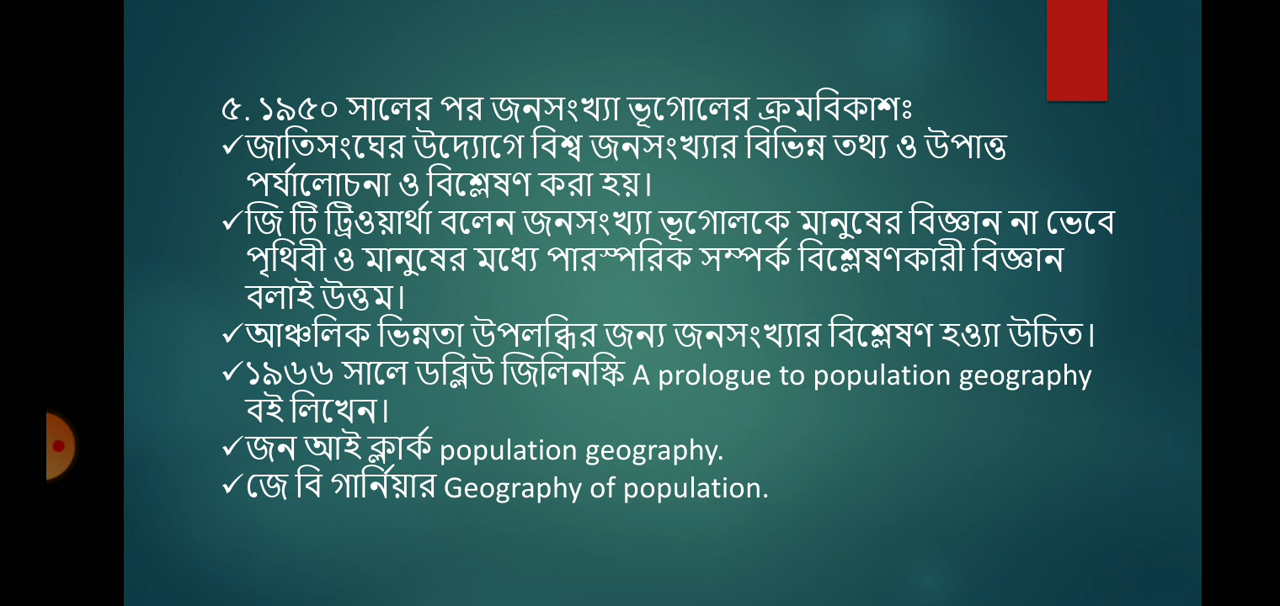 ৫. ১৯৫০ সালের পর জনসংখ্যা ভূগোলের ক্রমবিকাশঃ
✓জাতিসংঘের উদ্যোগে বিশ্ব জনসংখ্যার বিভিন্ন তথ্য ও উপাত্ত
পর্যালোচনা ও বিশ্লেষণ করা হয়।
✓জি টি ট্রিওয়ার্থা বলেন জনসংখ্যা ভূগোলকে মানুষের বিজ্ঞান না ভেবে
পৃথিবী ও মানুষের মধ্যে পারস্পরিক সম্পর্ক বিশ্লেষণকারী বিজ্ঞান
বলাই উত্তম।
✓আঞ্চলিক ভিন্নতা উপলব্ধির জন্য জনসংখ্যার বিশ্লেষণ হও্যা উচিত।
✓১৯৬৬ সালে ডব্লিউ জিলিনস্কি A prologue to population geography
বই লিখেন।
✓জন আই ক্লার্ক population geography.
✓জে বি গার্নিয়ার Geography of population.